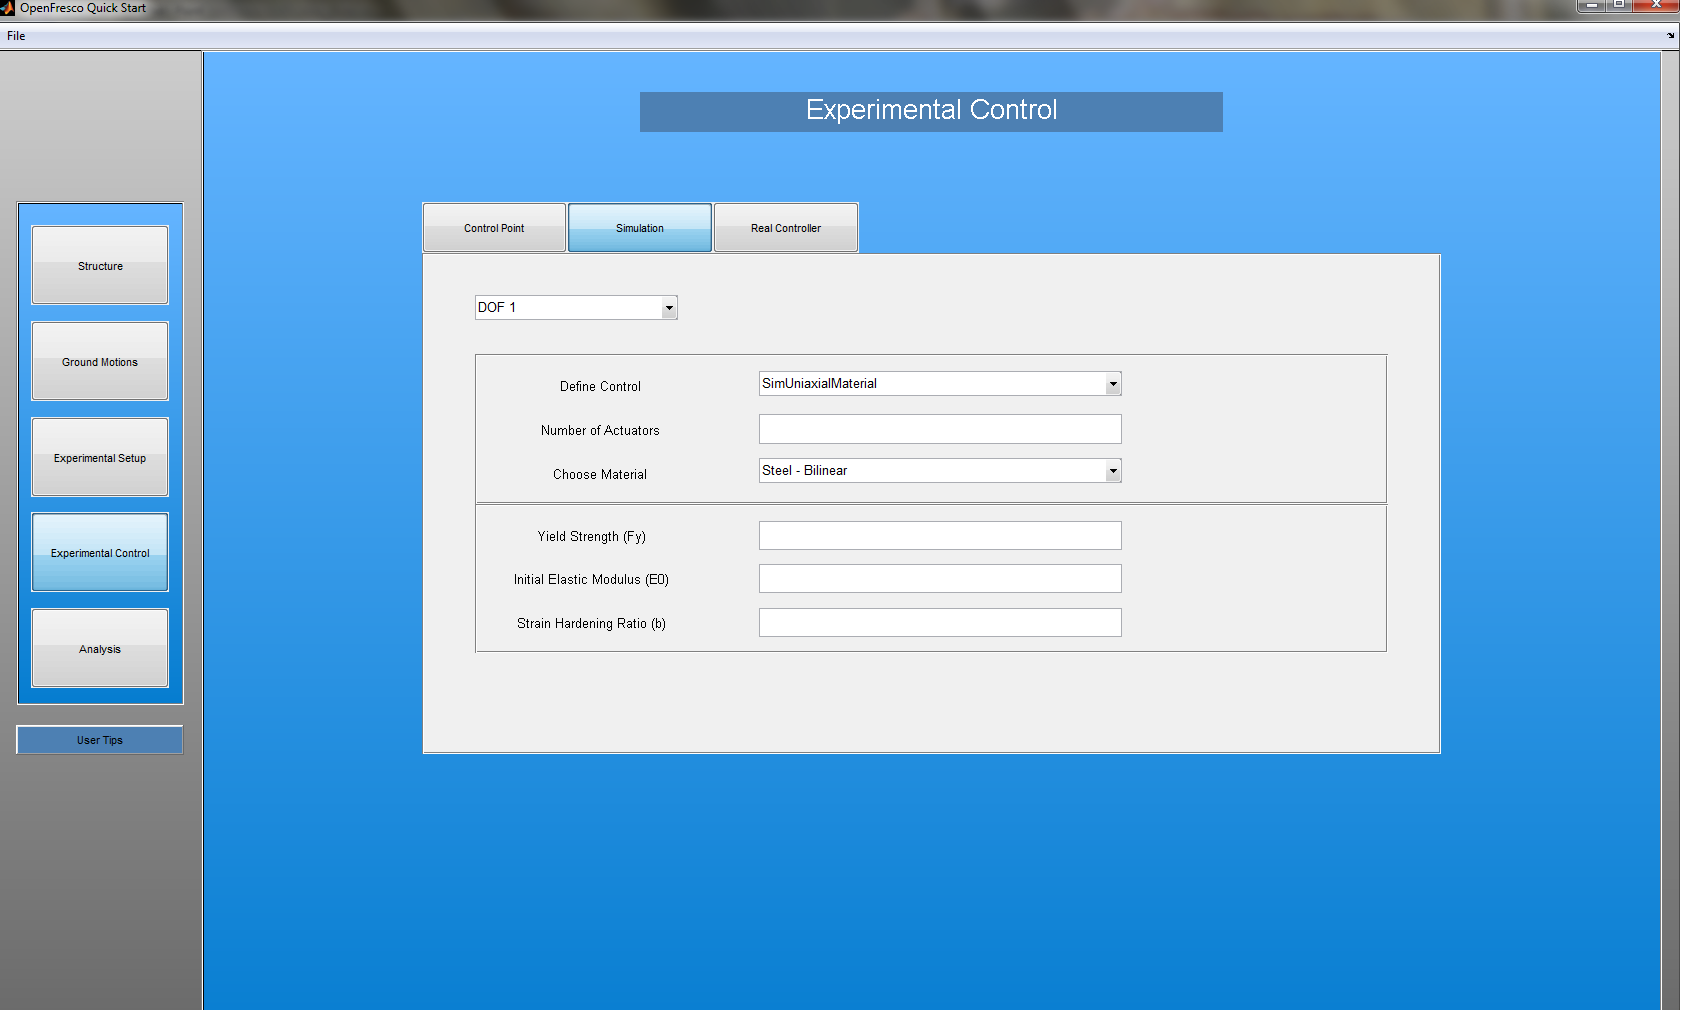 OpenFresco Quick Start
File
Experimental Control
Structure
Ground Motions
Experimental Setup
Experimental Control
Analysis
User Tips
Control Point
Simulation
Real Controller
DOF 1
Define Control
SimUniaxialMaterial
Number of Actuators
Choose Material
Steel - Bilinear
Yield Strength (Fy)
Initial Elastic Modulus (E0)
Strain Hardening Ratio (b)